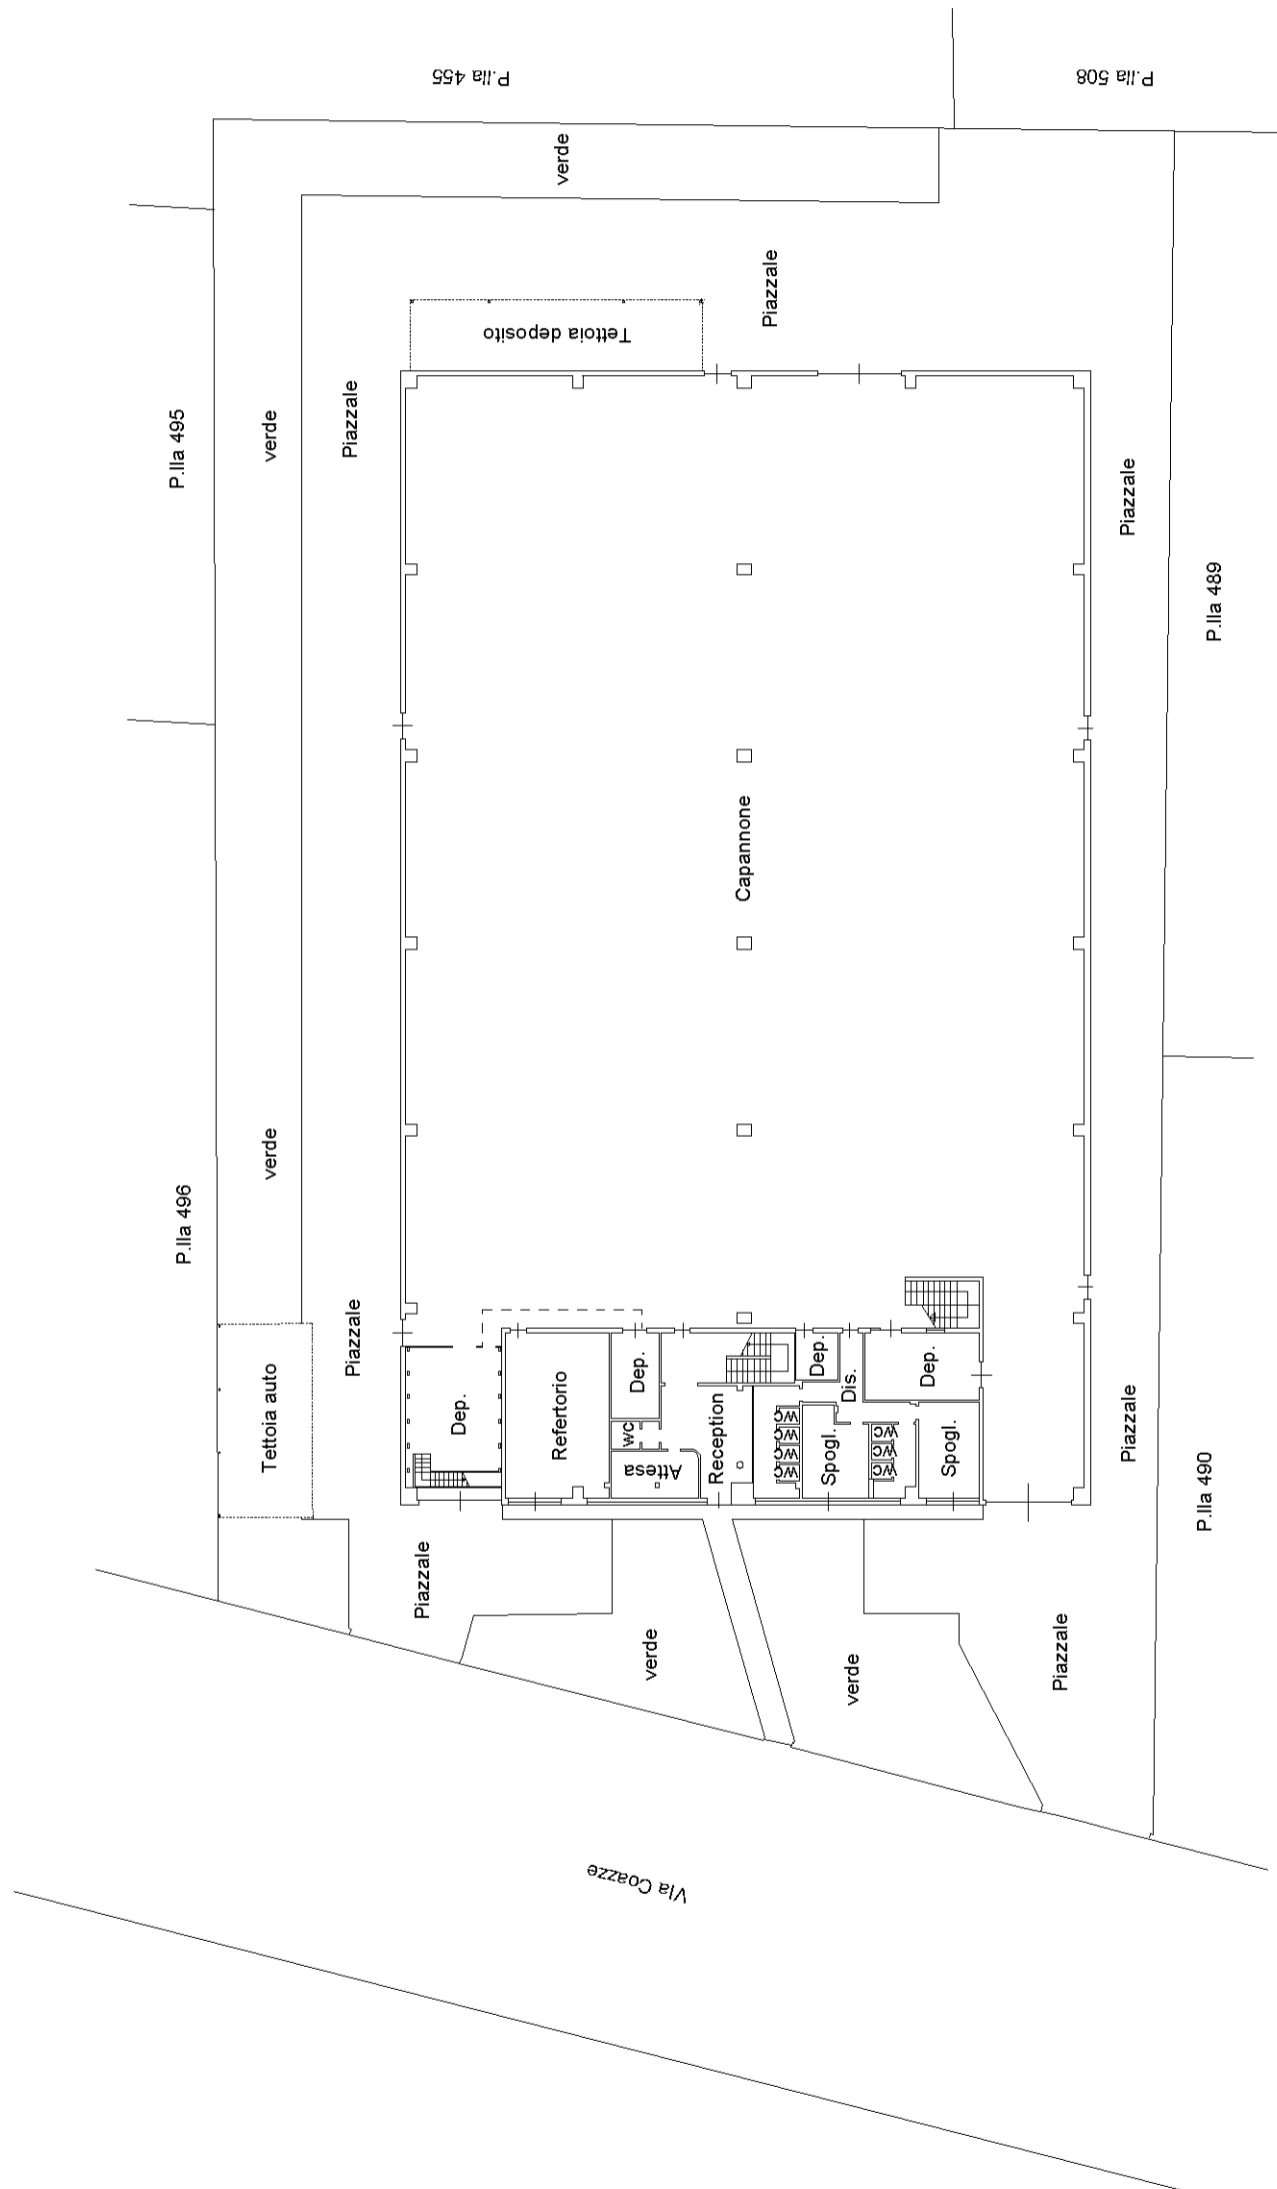 P.lla 455
P.lla 508
verde
Piazzale
Tettoia deposito
Piazzale
P.lla 495
verde
Piazzale
P.lla 489
Capannone
verde
P.lla 496
Piazzale
Tettoia auto
Dep.
Refertorio
Dep.
wc
Attesa
Reception
Dep.
Dis.
Dep.
WC
WC
WC
WC
Spogl.
WC
WC
WC
Spogl.
Piazzale
P.lla 490
Piazzale
verde
verde
Piazzale
VIa Coazze